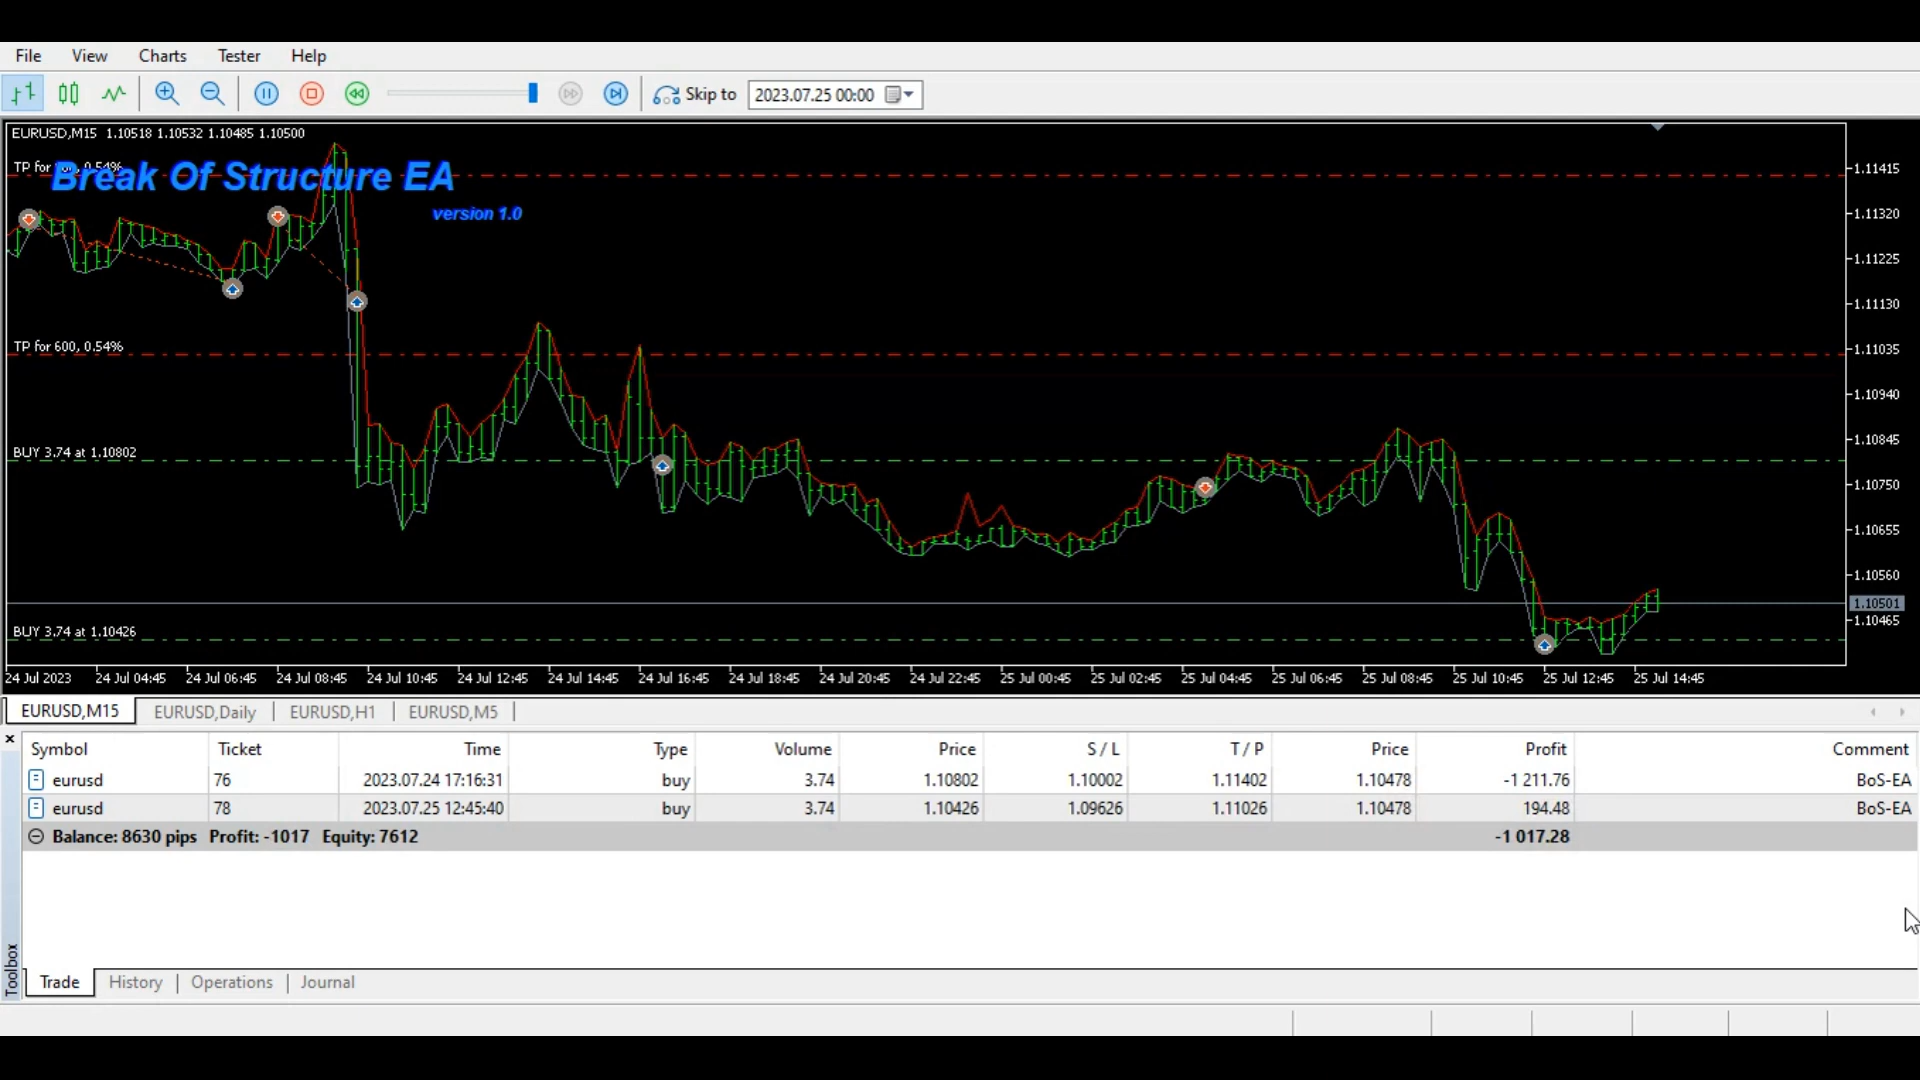 File View Charts Tester Help
Skip to 2023.07.25 00:00
EURUSD,M15 1.10518 1.10532 1.10485 1.10500
TP for 0.54%
Break Of Structure EA
version 1.0
TP for 600, 0.54%
BUY 3.74 at 1.10802
BUY 3.74 at 1.10426
1.11415
1.11320
1.11225
1.11130
1.11035
1.10940
1.10845
1.10750
1.10655
1.10560
1.10501
1.10465
24 Jul 2023 24 Jul 04:45 24 Jul 06:45 24 Jul 08:45 24 Jul 10:45 24 Jul 12:45 24 Jul 14:45 24 Jul 16:45 24 Jul 18:45 24 Jul 20:45 24 Jul 22:45 25 Jul 00:45 25 Jul 02:45 25 Jul 04:45 25 Jul 06:45 25 Jul 08:45 25 Jul 10:45 25 Jul 12:45 25 Jul 14:45
EURUSD,M15 EURUSD,Daily EURUSD,H1 EURUSD,M5
Symbol Ticket Time Type Volume Price S / L T / P Price Profit Comment
eurusd 76 2023.07.24 17:16:31 buy 3.74 1.10802 1.10002 1.11402 1.10478 -1 211.76 BoS-EA
eurusd 78 2023.07.25 12:45:40 buy 3.74 1.10426 1.09626 1.11026 1.10478 194.48 BoS-EA
Balance: 8630 pips Profit: -1017 Equity: 7612 -1 017.28
Toolbox
Trade History Operations Journal